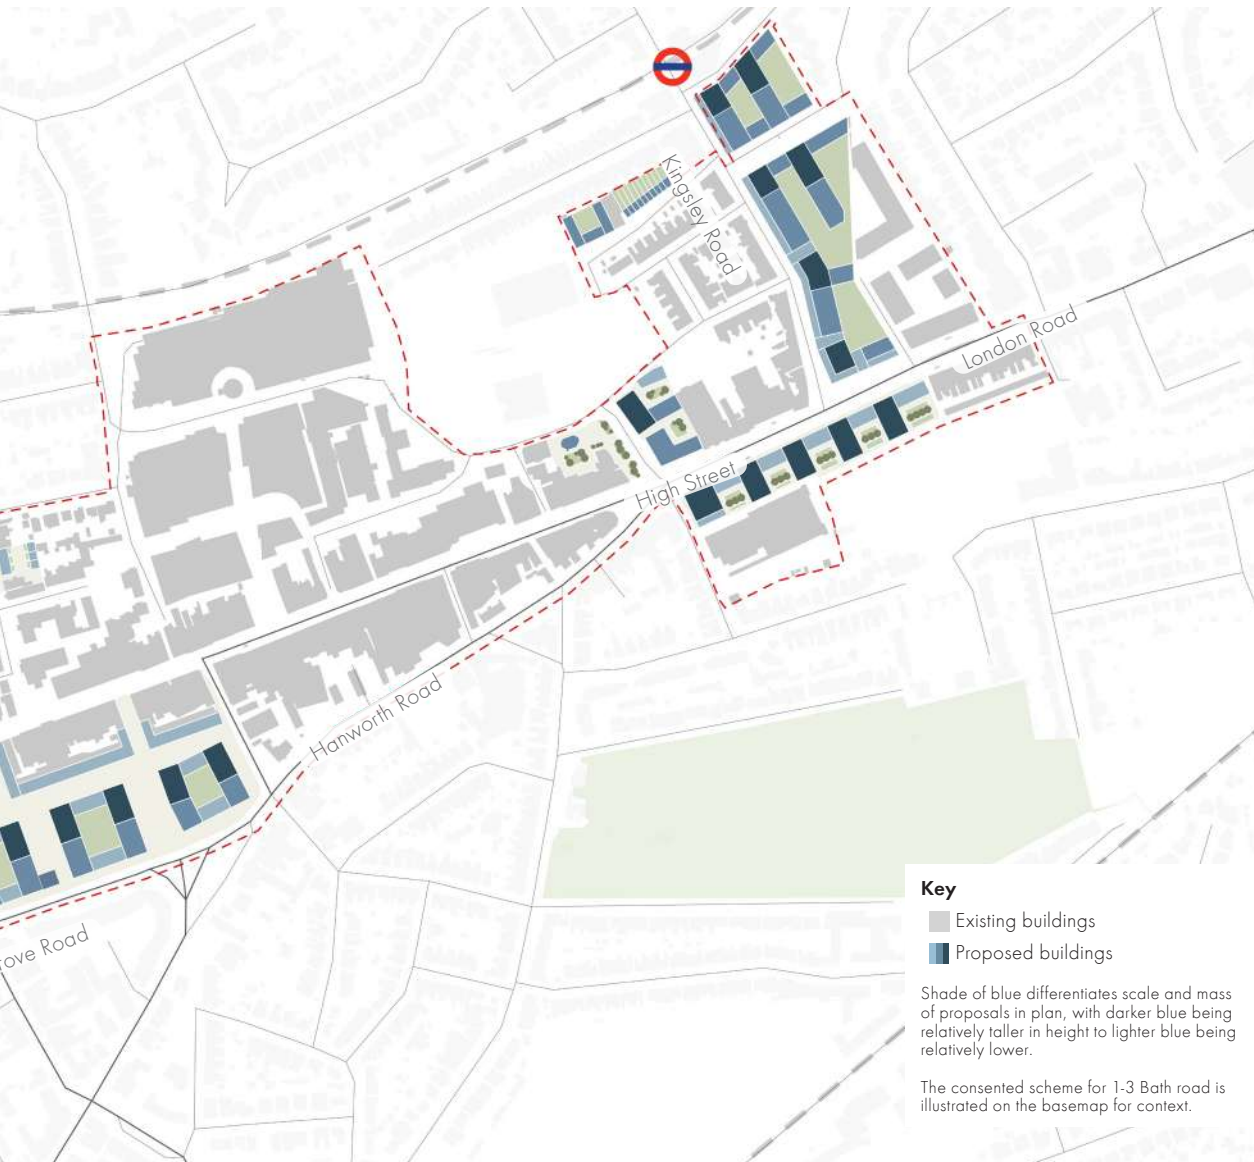 Kingsley Road
London Road
High Street
Hanworth Road
rove Road
Key
Existing buildings
Proposed buildings
Shade of blue differentiates scale and mass
of proposals in plan, with darker blue being
relatively taller in height to lighter blue being
relatively lower.
The consented scheme for 1-3 Bath road is
illustrated on the basemap for context.